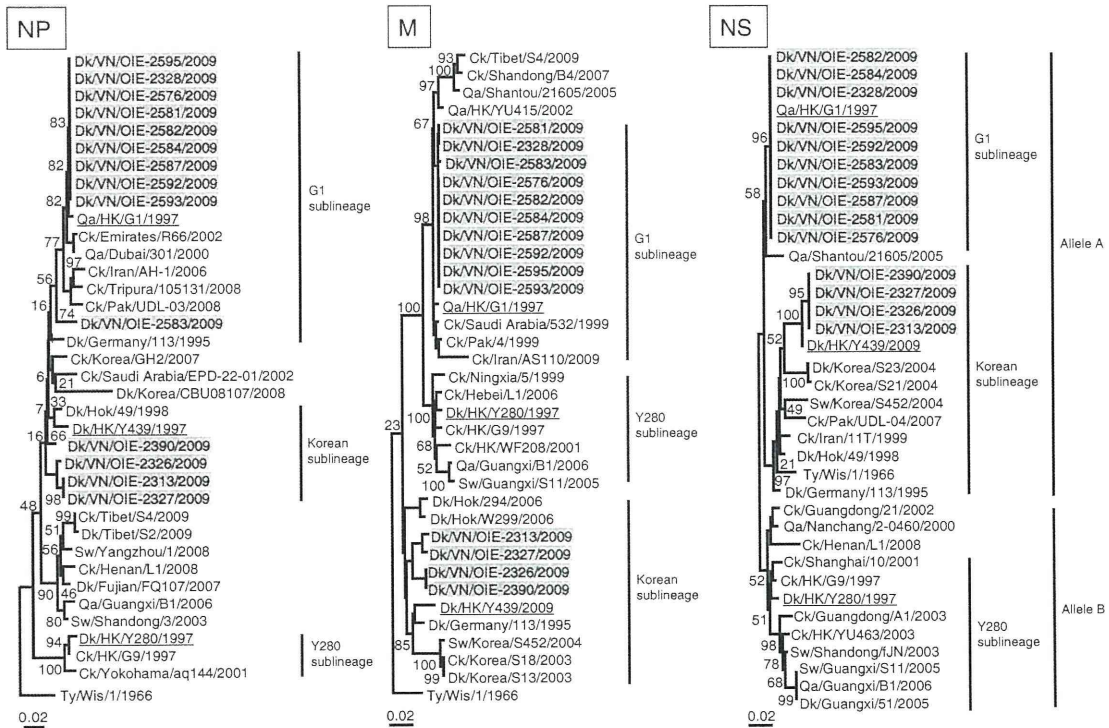 NP
Dk/VN/OIE-2595/2009
Dk/VN/OIE-2328/2009
Dk/VN/OIE-2576/2009
Dk/VN/OIE-2581/2009
Dk/VN/OIE-2582/2009
Dk/VN/OIE-2584/2009
Dk/VN/OIE-2587/2009
Dk/VN/OIE-2592/2009
Dk/VN/OIE-2593/2009
Qa/HK/G1/1997
Ck/Emirates/R66/2002
Qa/Dubai/301/2000
Ck/Iran/AH-1/2006
Ck/Tripura/105131/2008
Ck/Pak/UDL-03/2008
Dk/VN/OIE-2583/2009
Dk/Germany/113/1995
Ck/Korea/GH2/2007
Ck/Saudi Arabia/EPD-22-01/2002
Dk/Korea/CBU08107/2008
Dk/Hok/49/1998
Dk/HK/Y439/1997
Dk/VN/OIE-2390/2009
Dk/VN/OIE-2326/2009
Dk/VN/OIE-2313/2009
Dk/VN/OIE-2327/2009
Ck/Tibet/S4/2009
Dk/Tibet/S2/2009
Sw/Yangzhou/1/2008
Ck/Henan/L1/2008
Dk/Fujian/FQ107/2007
Qa/Guangxi/B1/2006
Sw/Shandong/3/2003
Dk/HK/Y280/1997
Ck/HK/G9/1997
Ck/Yokohama/aq144/2001
Ty/Wis/1/1966
83
82
82
77
97
56
74
16
6
21
33
7
16
66
98
48
99
51
56
46
90
80
94
100
G1
sublineage
Korean
sublineage
Y280
sublineage
0.02
M
Ck/Tibet/S4/2009
Ck/Shandong/B4/2007
Qa/Shantou/21605/2005
Qa/HK/YU415/2002
Dk/VN/OIE-2581/2009
Dk/VN/OIE-2328/2009
Dk/VN/OIE-2583/2009
Dk/VN/OIE-2576/2009
Dk/VN/OIE-2582/2009
Dk/VN/OIE-2584/2009
Dk/VN/OIE-2587/2009
Dk/VN/OIE-2592/2009
Dk/VN/OIE-2595/2009
Dk/VN/OIE-2593/2009
Qa/HK/G1/1997
Ck/Saudi Arabia/532/1999
Ck/Pak/4/1999
Ck/Iran/AS110/2009
Ck/Ningxia/5/1999
Ck/Hebei/L1/2006
Dk/HK/Y280/1997
Ck/HK/G9/1997
Ck/HK/WF208/2001
Qa/Guangxi/B1/2006
Sw/Guangxi/S11/2005
Dk/Hok/294/2006
Dk/Hok/W299/2006
Dk/VN/OIE-2313/2009
Dk/VN/OIE-2327/2009
Dk/VN/OIE-2326/2009
Dk/VN/OIE-2390/2009
Dk/HK/Y439/2009
Dk/Germany/113/1995
Sw/Korea/S452/2004
Ck/Korea/S18/2003
Dk/Korea/S13/2003
Ty/Wis/1/1966
93
100
97
67
98
100
100
68
52
100
23
85
100
99
G1
sublineage
Y280
sublineage
Korean
sublineage
0.02
NS
Dk/VN/OIE-2582/2009
Dk/VN/OIE-2584/2009
Dk/VN/OIE-2328/2009
Qa/HK/G1/1997
Dk/VN/OIE-2595/2009
Dk/VN/OIE-2592/2009
Dk/VN/OIE-2583/2009
Dk/VN/OIE-2593/2009
Dk/VN/OIE-2587/2009
Dk/VN/OIE-2581/2009
Dk/VN/OIE-2576/2009
Qa/Shantou/21605/2005
Dk/VN/OIE-2390/2009
Dk/VN/OIE-2327/2009
Dk/VN/OIE-2326/2009
Dk/VN/OIE-2313/2009
Dk/HK/Y439/2009
Dk/Korea/S23/2004
Ck/Korea/S21/2004
Sw/Korea/S452/2004
Ck/Pak/UDL-04/2007
Ck/Iran/11T/1999
Dk/Hok/49/1998
Ty/Wis/1/1966
Dk/Germany/113/1995
Ck/Guangdong/21/2002
Qa/Nanchang/2-0460/2000
Ck/Henan/L1/2008
Ck/Shanghai/10/2001
Ck/HK/G9/1997
Dk/HK/Y280/1997
Ck/Guangdong/A1/2003
Ck/HK/YU463/2003
Sw/Shandong/fJN/2003
Sw/Guangxi/S11/2005
Qa/Guangxi/B1/2006
Dk/Guangxi/51/2005
96
58
95
100
52
100
49
21
97
52
51
98
78
68
99
G1
sublineage
Korean
sublineage
Y280
sublineage
Allele A
Allele B
0.02